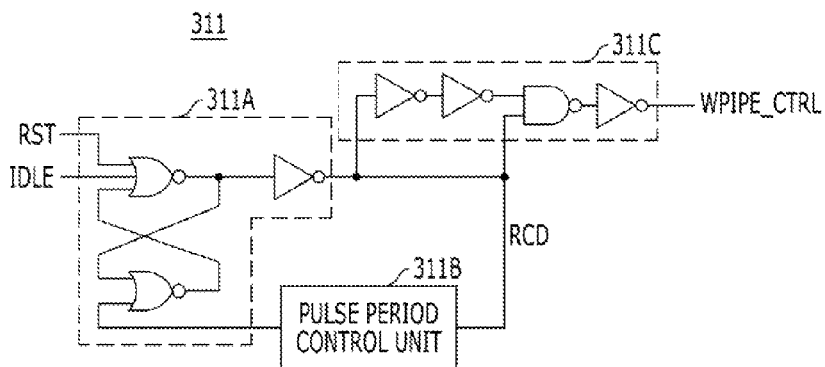 311
311C
311A
WPIPE_CTRL
RST
IDLE
RCD
311B
PULSE PERIOD
CONTROL UNIT